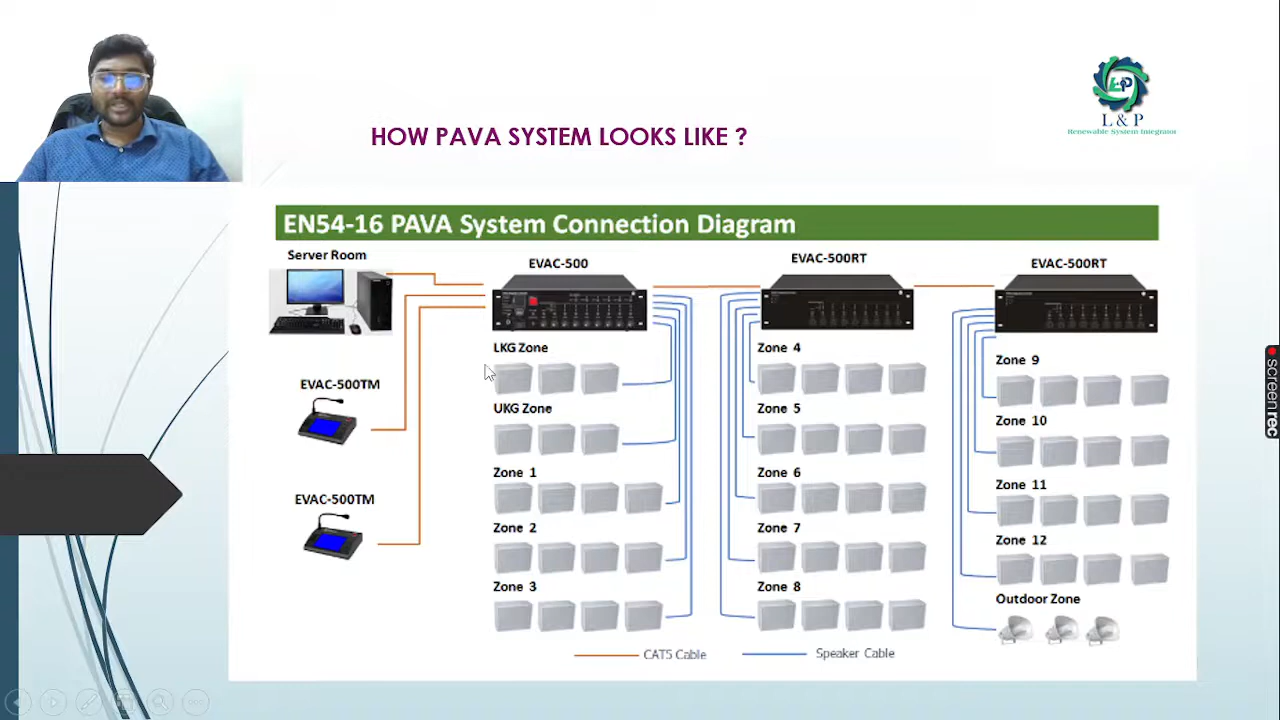 L & P
Renewable System Integrator
HOW PAVA SYSTEM LOOKS LIKE ?
EN54-16 PAVA System Connection Diagram
Server Room
EVAC-500
EVAC-500RT
EVAC-500RT
LKG Zone
Zone 4
Zone 9
EVAC-500TM
UKG Zone
Zone 5
Zone 10
Zone 1
Zone 6
Zone 11
EVAC-500TM
Zone 2
Zone 7
Zone 12
Zone 3
Zone 8
Outdoor Zone
CAT5 Cable
Speaker Cable
screenrec